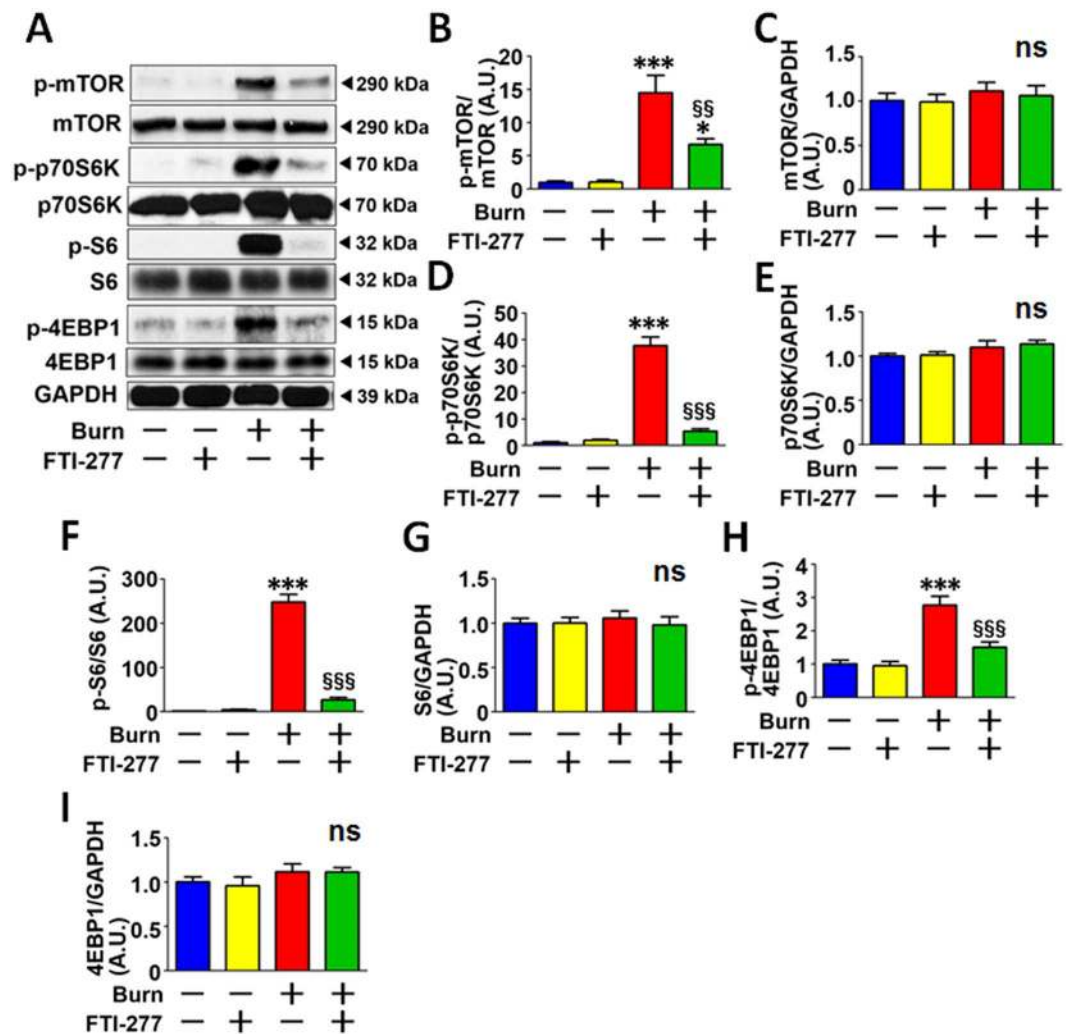 A
p-mTOR ◄290 kDa
mTOR ◄290 kDa
p-p70S6K ◄70 kDa
p70S6K ◄70 kDa
p-S6 ◄32 kDa
S6 ◄32 kDa
p-4EBP1 ◄15 kDa
4EBP1 ◄15 kDa
GAPDH ◄39 kDa
Burn — — + +
FTI-277 — + — +
B
p-mTOR/
mTOR (A.U.)
20
15
10
5
0
***
§§
*
Burn — — + +
FTI-277 — + — +
C
ns
mTOR/GAPDH
(A.U.)
1.5
1.0
0.5
0
Burn — — + +
FTI-277 — + — +
D
p-p70S6K/
p70S6K (A.U.)
50
40
30
20
10
0
***
§§§
Burn — — + +
FTI-277 — + — +
E
ns
p70S6K/GAPDH
(A.U.)
1.5
1.0
0.5
0
Burn — — + +
FTI-277 — + — +
F
p-S6/S6 (A.U.)
300
200
100
0
***
§§§
Burn — — + +
FTI-277 — + — +
G
ns
S6/GAPDH
(A.U.)
1.5
1.0
0.5
0
Burn — — + +
FTI-277 — + — +
H
p-4EBP1/
4EBP1 (A.U.)
4
3
2
1
0
***
§§§
Burn — — + +
FTI-277 — + — +
I
ns
4EBP1/GAPDH
(A.U.)
1.5
1.0
0.5
0
Burn — — + +
FTI-277 — + — +